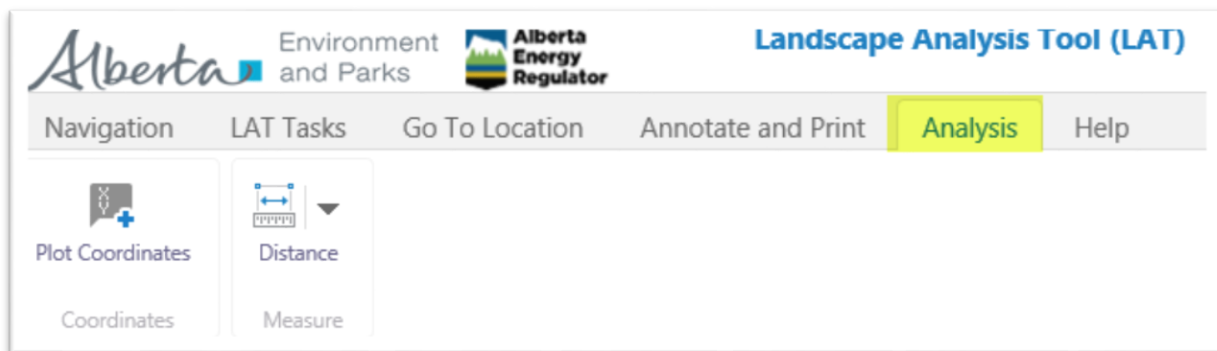 Alberta
Environment
and Parks
Alberta
Energy
Regulator
Landscape Analysis Tool (LAT)
Navigation LAT Tasks Go To Location Annotate and Print Analysis Help
X Y
Plot Coordinates Distance
Coordinates Measure